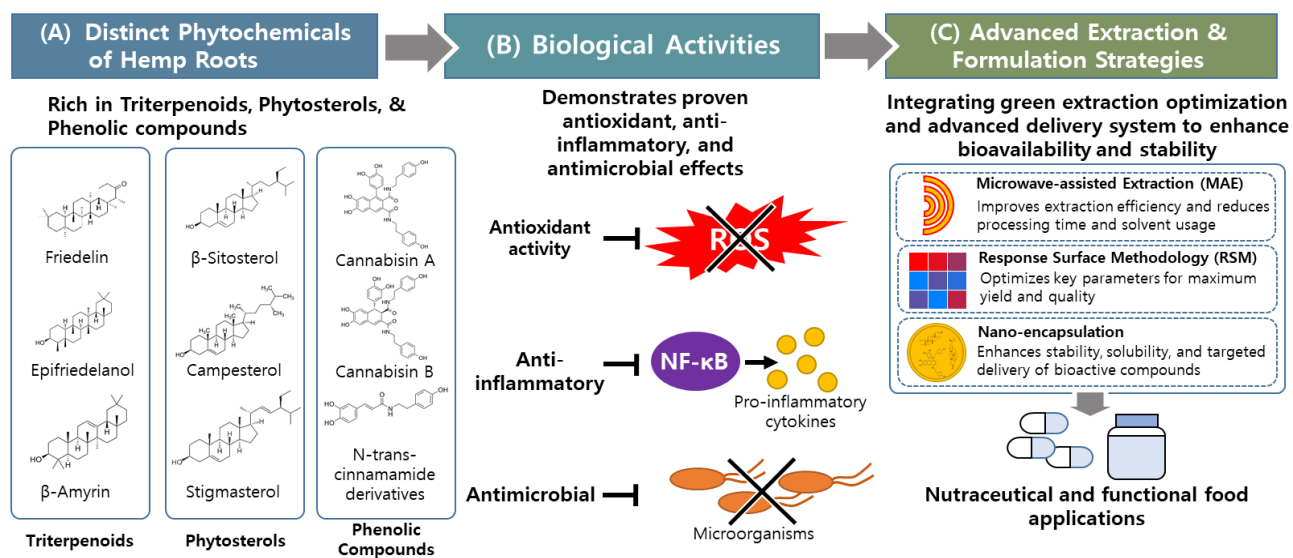 (A) Distinct Phytochemicals
of Hemp Roots
(B) Biological Activities
(C) Advanced Extraction &
Formulation Strategies
Rich in Triterpenoids, Phytosterols, &
Phenolic compounds
Friedelin
HO
Epifriedelanol
HO
β-Amyrin
Triterpenoids
HO
β-Sitosterol
HO
Campesterol
HO
Stigmasterol
Phytosterols
Cannabisin A
Cannabisin B
N-trans-
cinnamamide
derivatives
Phenolic
Compounds
Demonstrates proven
antioxidant, anti-
inflammatory, and
antimicrobial effects
Antioxidant
activity
ROS
Anti-
inflammatory
NF-κB
Pro-inflammatory
cytokines
Antimicrobial
Microorganisms
Integrating green extraction optimization
and advanced delivery system to enhance
bioavailability and stability
Microwave-assisted Extraction (MAE)
Improves extraction efficiency and reduces
processing time and solvent usage
Response Surface Methodology (RSM)
Optimizes key parameters for maximum
yield and quality
Nano-encapsulation
Enhances stability, solubility, and targeted
delivery of bioactive compounds
Nutraceutical and functional food
applications